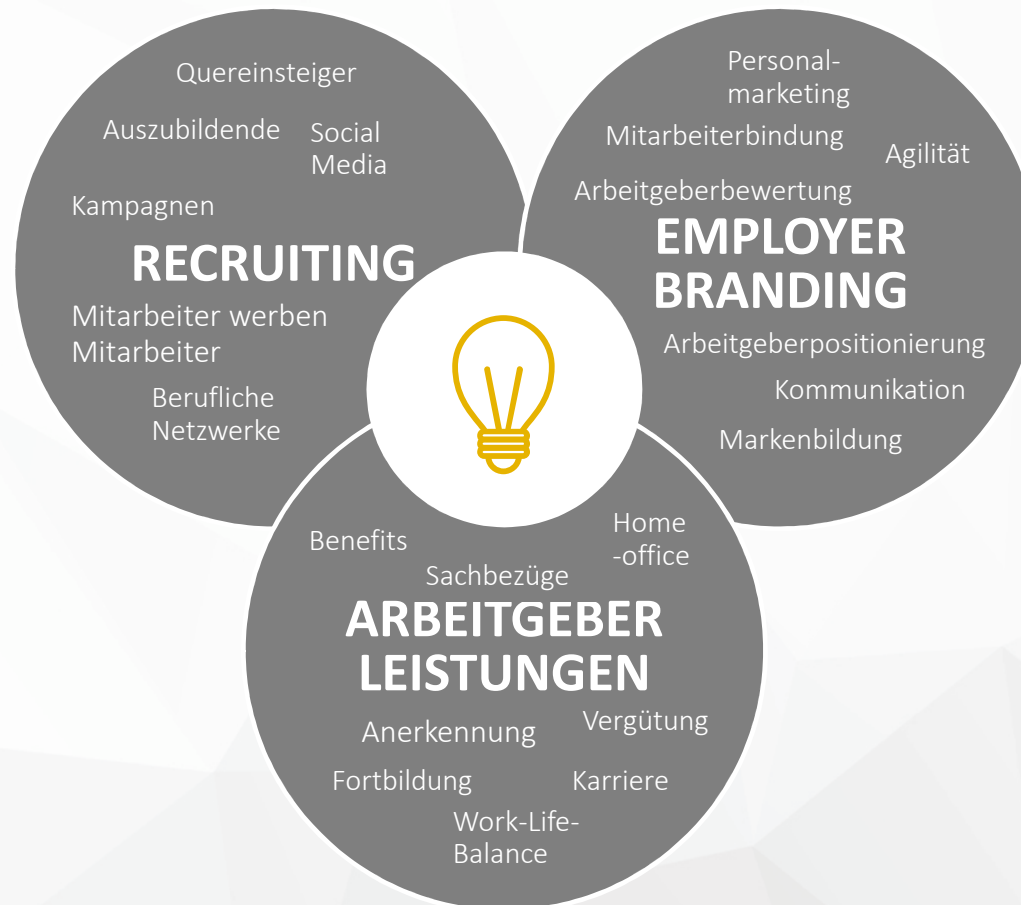 Quereinsteiger
Auszubildende
Social
Media
Kampagnen
RECRUITING
Mitarbeiter werben
Mitarbeiter
Berufliche
Netzwerke
Personal-
marketing
Mitarbeiterbindung
Agilität
Arbeitgeberbewertung
EMPLOYER
BRANDING
Arbeitgeberpositionierung
Kommunikation
Markenbildung
Benefits
Home
-office
Sachbezüge
ARBEITGEBER
LEISTUNGEN
Anerkennung
Vergütung
Fortbildung
Karriere
Work-Life-
Balance